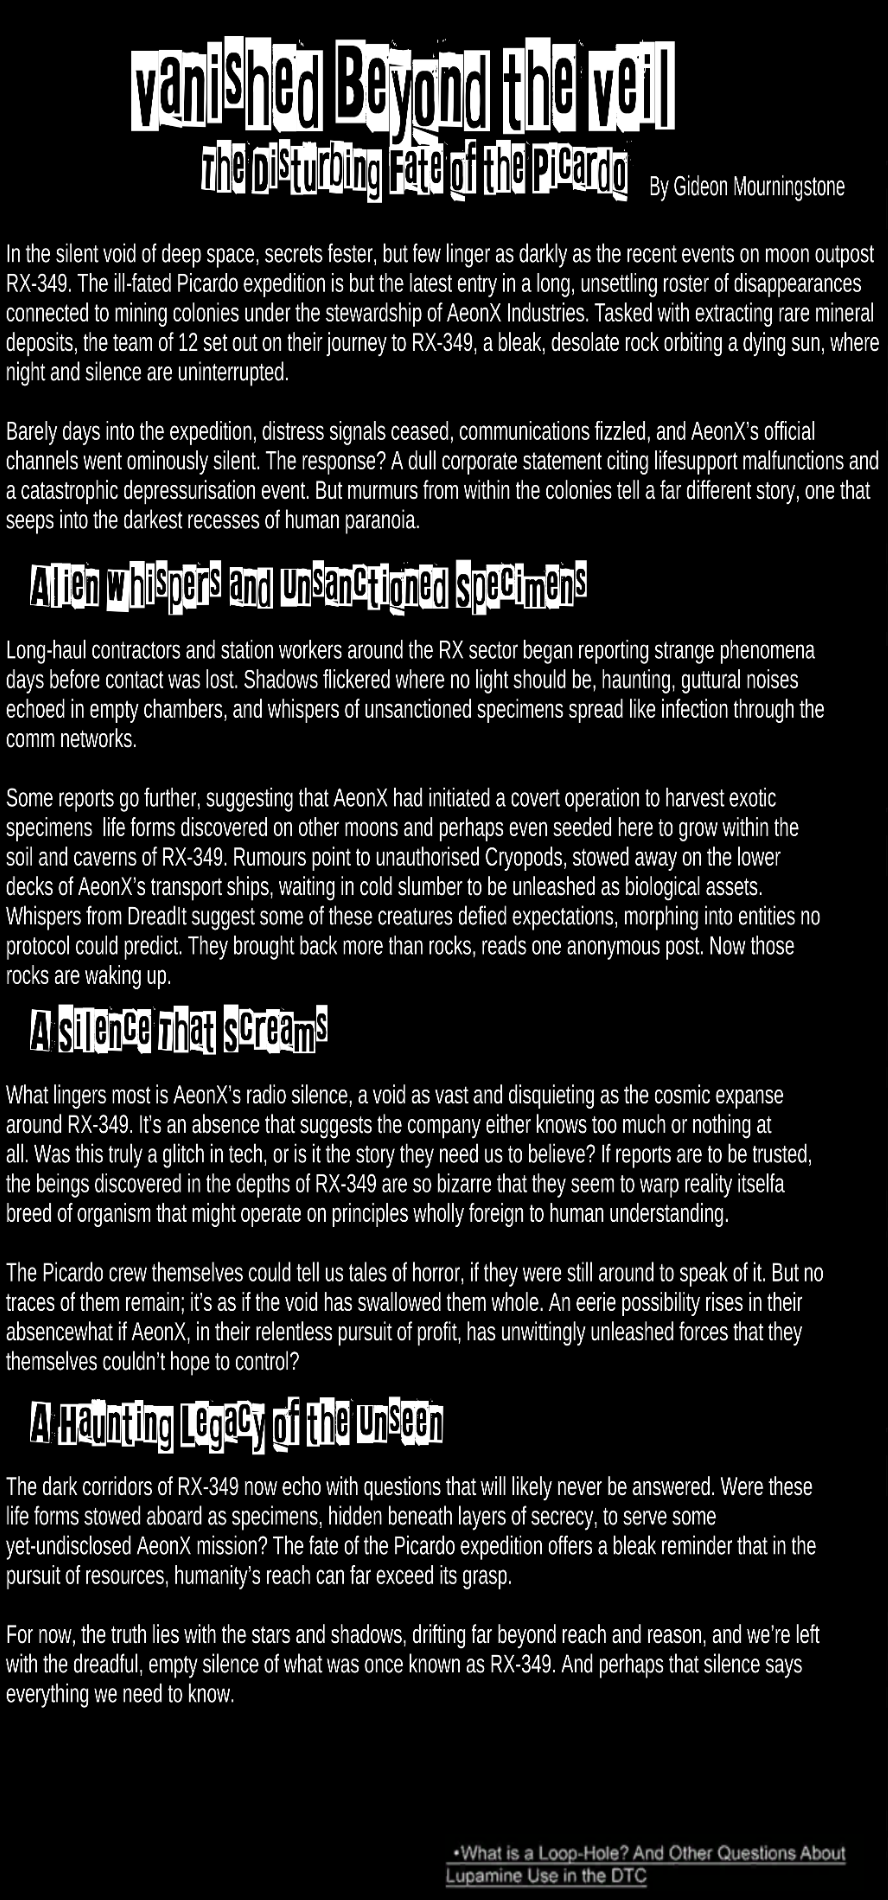 vanished Beyond the veil
The Disturbing Fate of the Picardo
By Gideon Mourningstone
In the silent void of deep space, secrets fester, but few linger as darkly as the recent events on moon outpost
RX-349. The ill-fated Picardo expedition is but the latest entry in a long, unsettling roster of disappearances
connected to mining colonies under the stewardship of AeonX Industries. Tasked with extracting rare mineral
deposits, the team of 12 set out on their journey to RX-349, a bleak, desolate rock orbiting a dying sun, where
night and silence are uninterrupted.
Barely days into the expedition, distress signals ceased, communications fizzled, and AeonX’s official
channels went ominously silent. The response? A dull corporate statement citing lifesupport malfunctions and
a catastrophic depressurisation event. But murmurs from within the colonies tell a far different story, one that
seeps into the darkest recesses of human paranoia.
Alien Whispers and Unsanctioned Specimens
Long-haul contractors and station workers around the RX sector began reporting strange phenomena
days before contact was lost. Shadows flickered where no light should be, haunting, guttural noises
echoed in empty chambers, and whispers of unsanctioned specimens spread like infection through the
comm networks.
Some reports go further, suggesting that AeonX had initiated a covert operation to harvest exotic
specimens  life forms discovered on other moons and perhaps even seeded here to grow within the
soil and caverns of RX-349. Rumours point to unauthorised Cryopods, stowed away on the lower
decks of AeonX’s transport ships, waiting in cold slumber to be unleashed as biological assets.
Whispers from DreadIt suggest some of these creatures defied expectations, morphing into entities no
protocol could predict. They brought back more than rocks, reads one anonymous post. Now those
rocks are waking up.
A Silence That Screams
What lingers most is AeonX’s radio silence, a void as vast and disquieting as the cosmic expanse
around RX-349. It’s an absence that suggests the company either knows too much or nothing at
all. Was this truly a glitch in tech, or is it the story they need us to believe? If reports are to be trusted,
the beings discovered in the depths of RX-349 are so bizarre that they seem to warp reality itselfa
breed of organism that might operate on principles wholly foreign to human understanding.
The Picardo crew themselves could tell us tales of horror, if they were still around to speak of it. But no
traces of them remain; it’s as if the void has swallowed them whole. An eerie possibility rises in their
absencewhat if AeonX, in their relentless pursuit of profit, has unwittingly unleashed forces that they
themselves couldn’t hope to control?
A Haunting Legacy of the Unseen
The dark corridors of RX-349 now echo with questions that will likely never be answered. Were these
life forms stowed aboard as specimens, hidden beneath layers of secrecy, to serve some
yet-undisclosed AeonX mission? The fate of the Picardo expedition offers a bleak reminder that in the
pursuit of resources, humanity’s reach can far exceed its grasp.
For now, the truth lies with the stars and shadows, drifting far beyond reach and reason, and we’re left
with the dreadful, empty silence of what was once known as RX-349. And perhaps that silence says
everything we need to know.
•What is a Loop-Hole? And Other Questions About
Lupamine Use in the DTC